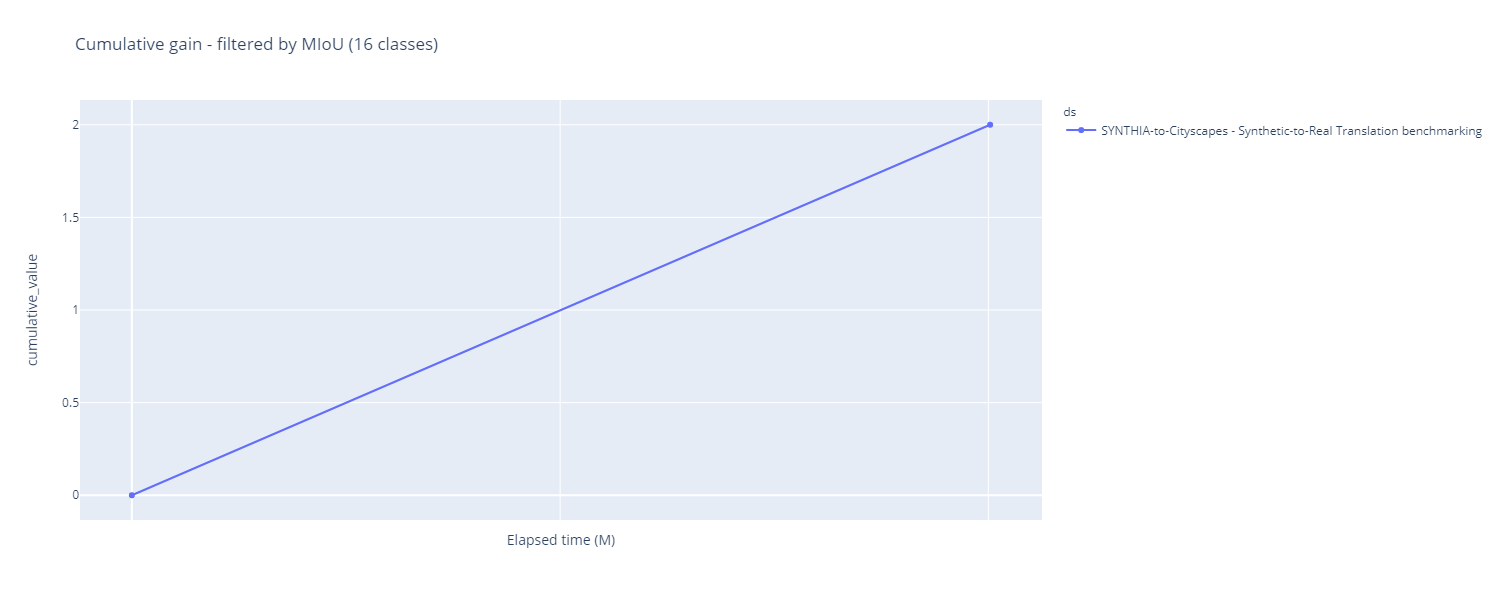 Cumulative gain - filtered by MIoU (16 classes)
ds
SYNTHIA-to-Cityscapes - Synthetic-to-Real Translation benchmarking
2
1.5
1
0.5
0
cumulative_value
Elapsed time (M)